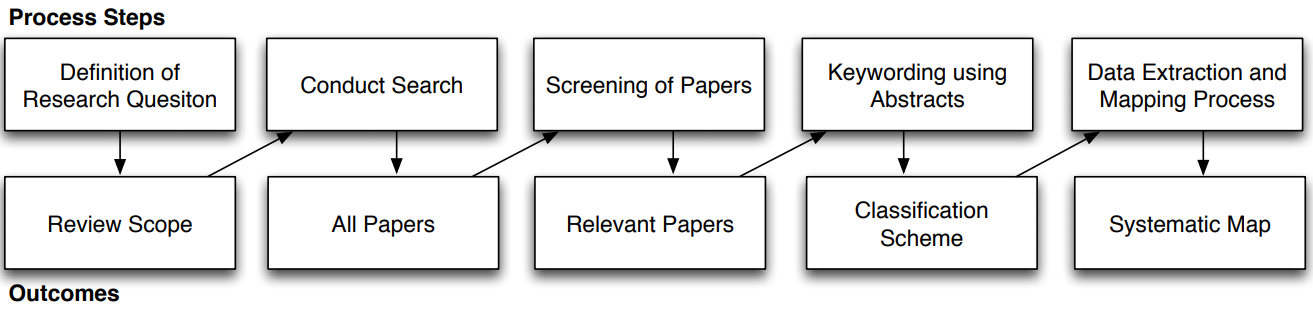 Process Steps
Definition of
Research Quesiton
Conduct Search
Screening of Papers
Keywording using
Abstracts
Data Extraction and
Mapping Process
Review Scope
All Papers
Relevant Papers
Classification
Scheme
Systematic Map
Outcomes